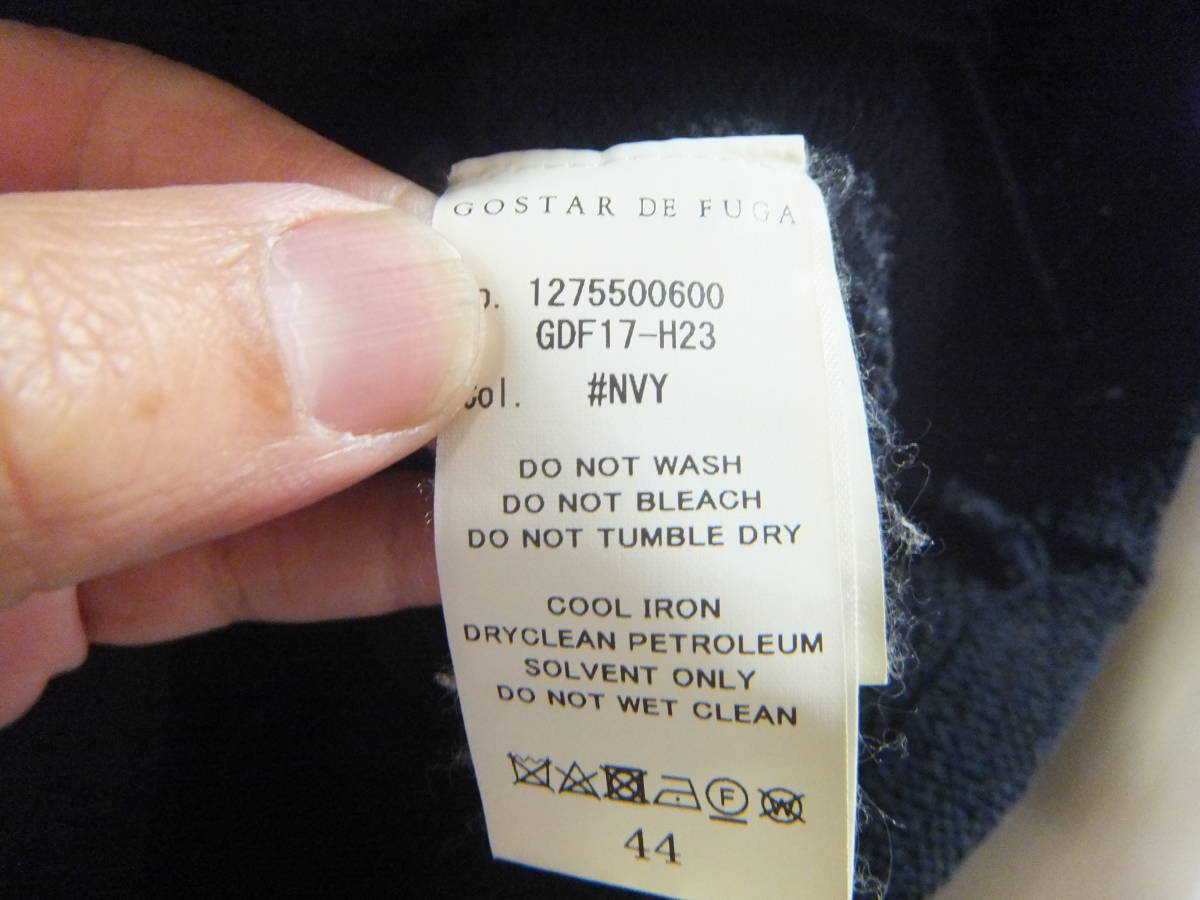 GOSTAR DE FUGA
1275500600
GDF17-H23
#NVY
DO NOT WASH
DO NOT BLEACH
DO NOT TUMBLE DRY
COOL IRON
DRYCLEAN PETROLEUM
SOLVENT ONLY
DO NOT WET CLEAN
F W
44